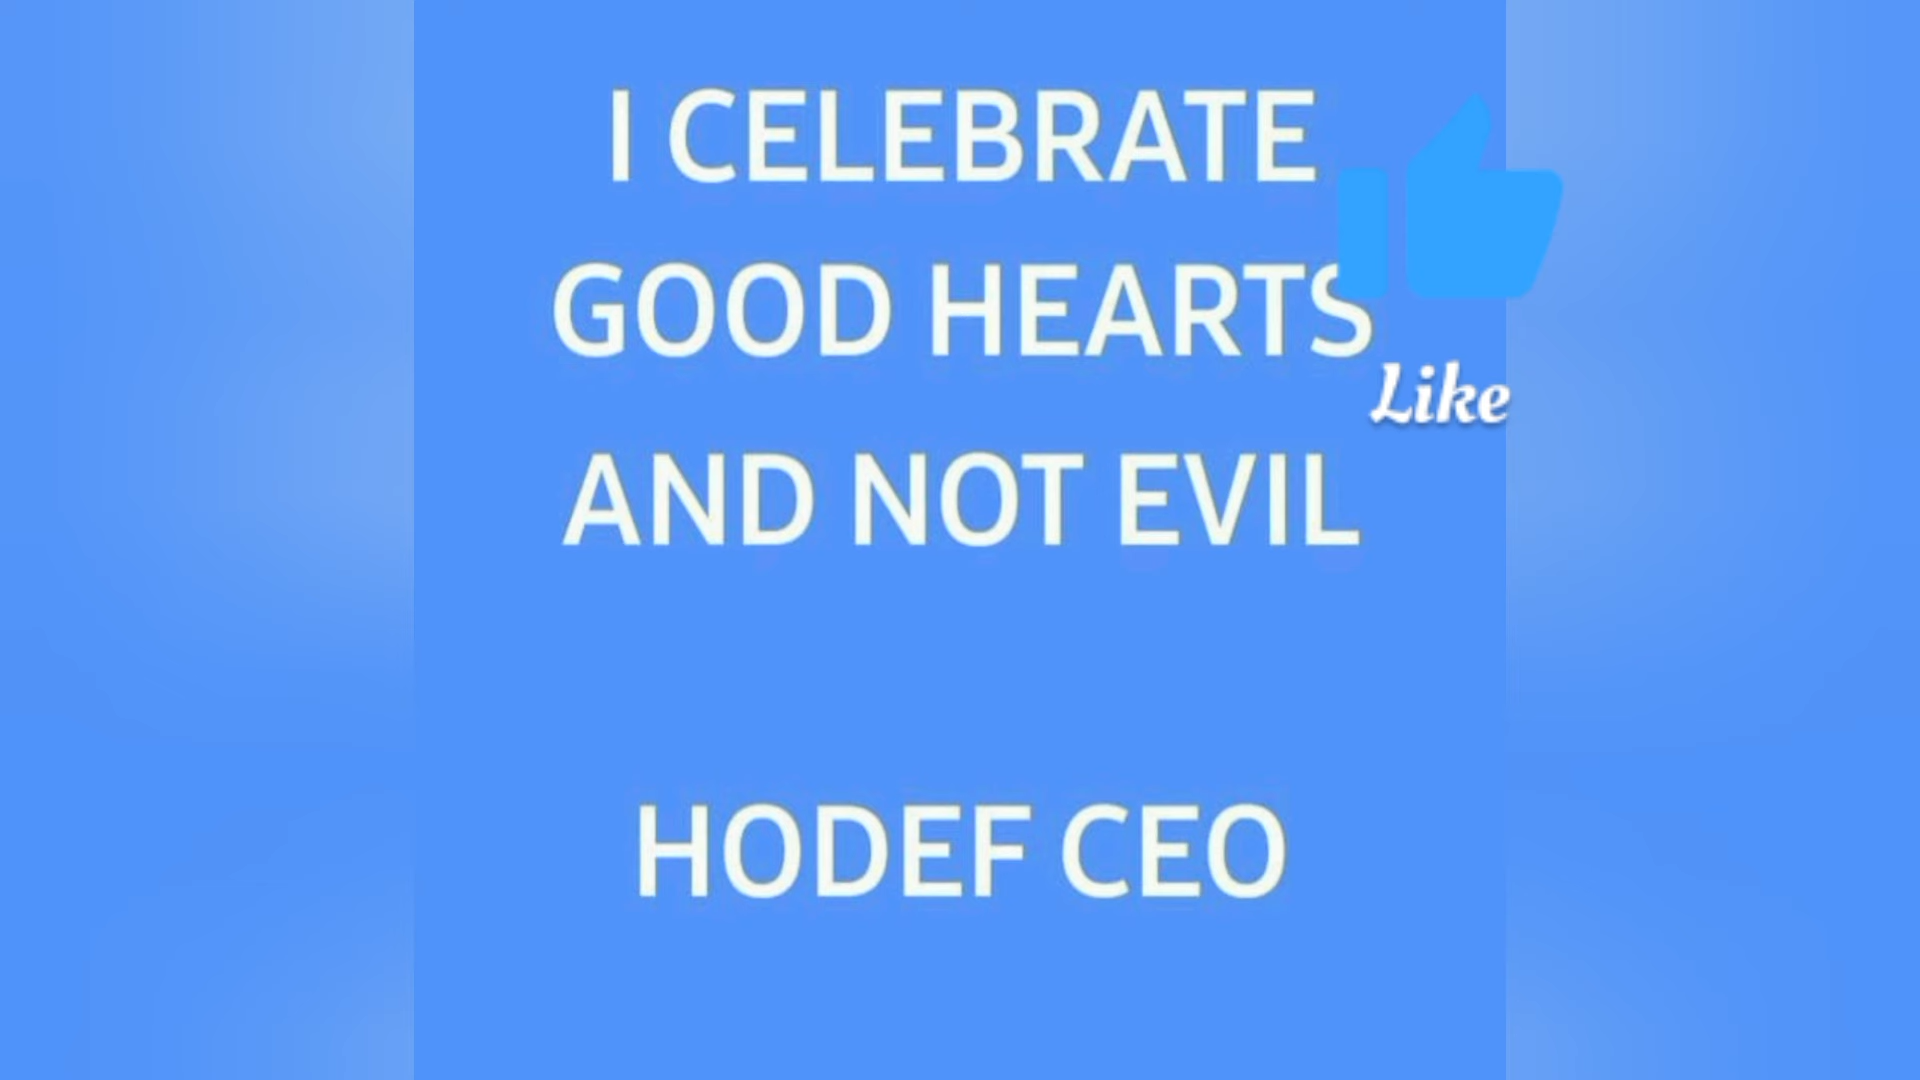 I CELEBRATE
GOOD HEARTS
Like
AND NOT EVIL
HODEF CEO